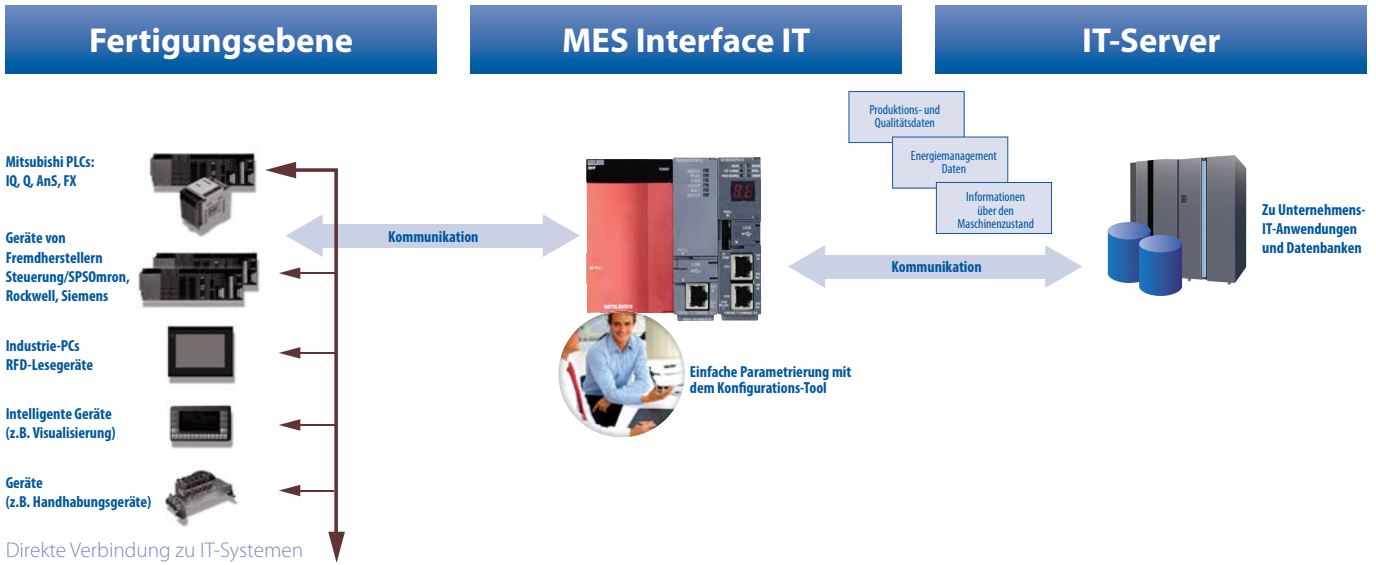 Fertigungsebene
MES Interface IT
IT-Server
Mitsubishi PLCs:
IQ, Q, AnS, FX
Geräte von
Fremdherstellern
Steuerung/SPSOmron,
Rockwell, Siemens
Industrie-PCs
RFD-Lesegeräte
Intelligente Geräte
(z.B. Visualisierung)
Geräte
(z.B. Handhabungsgeräte)
Direkte Verbindung zu IT-Systemen
Kommunikation
MITSUBISHI
Einfache Parametrierung mit
dem Konfigurations-Tool
Produktions- und
Qualitätsdaten
Energiemanagement
Daten
Informationen
über den
Maschinenzustand
Kommunikation
Zu Unternehmens-
IT-Anwendungen
und Datenbanken